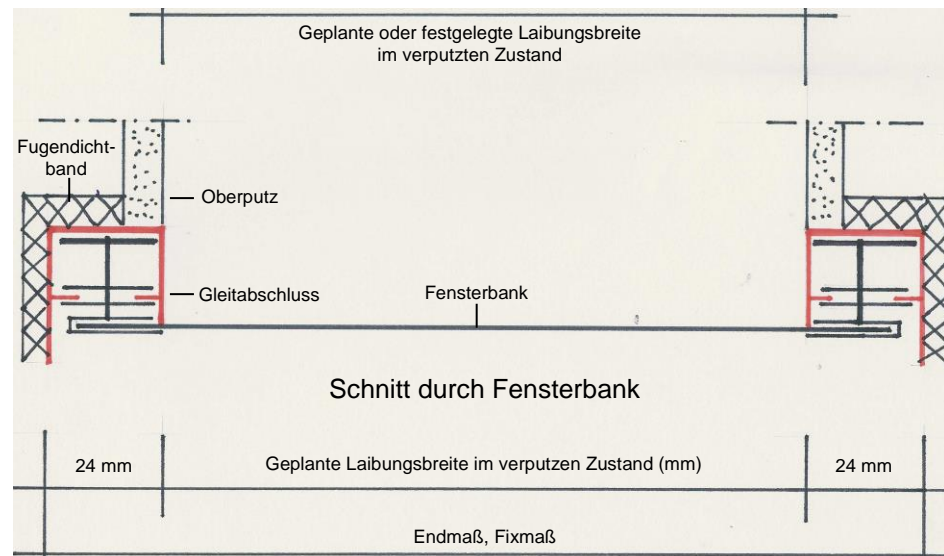 Geplante oder festgelegte Laibungsbreite
im verputzten Zustand
Fugendicht-
band
Oberputz
Gleitabschluss
Fensterbank
Schnitt durch Fensterbank
24 mm
Geplante Laibungsbreite im verputzen Zustand (mm)
24 mm
Endmaß, Fixmaß